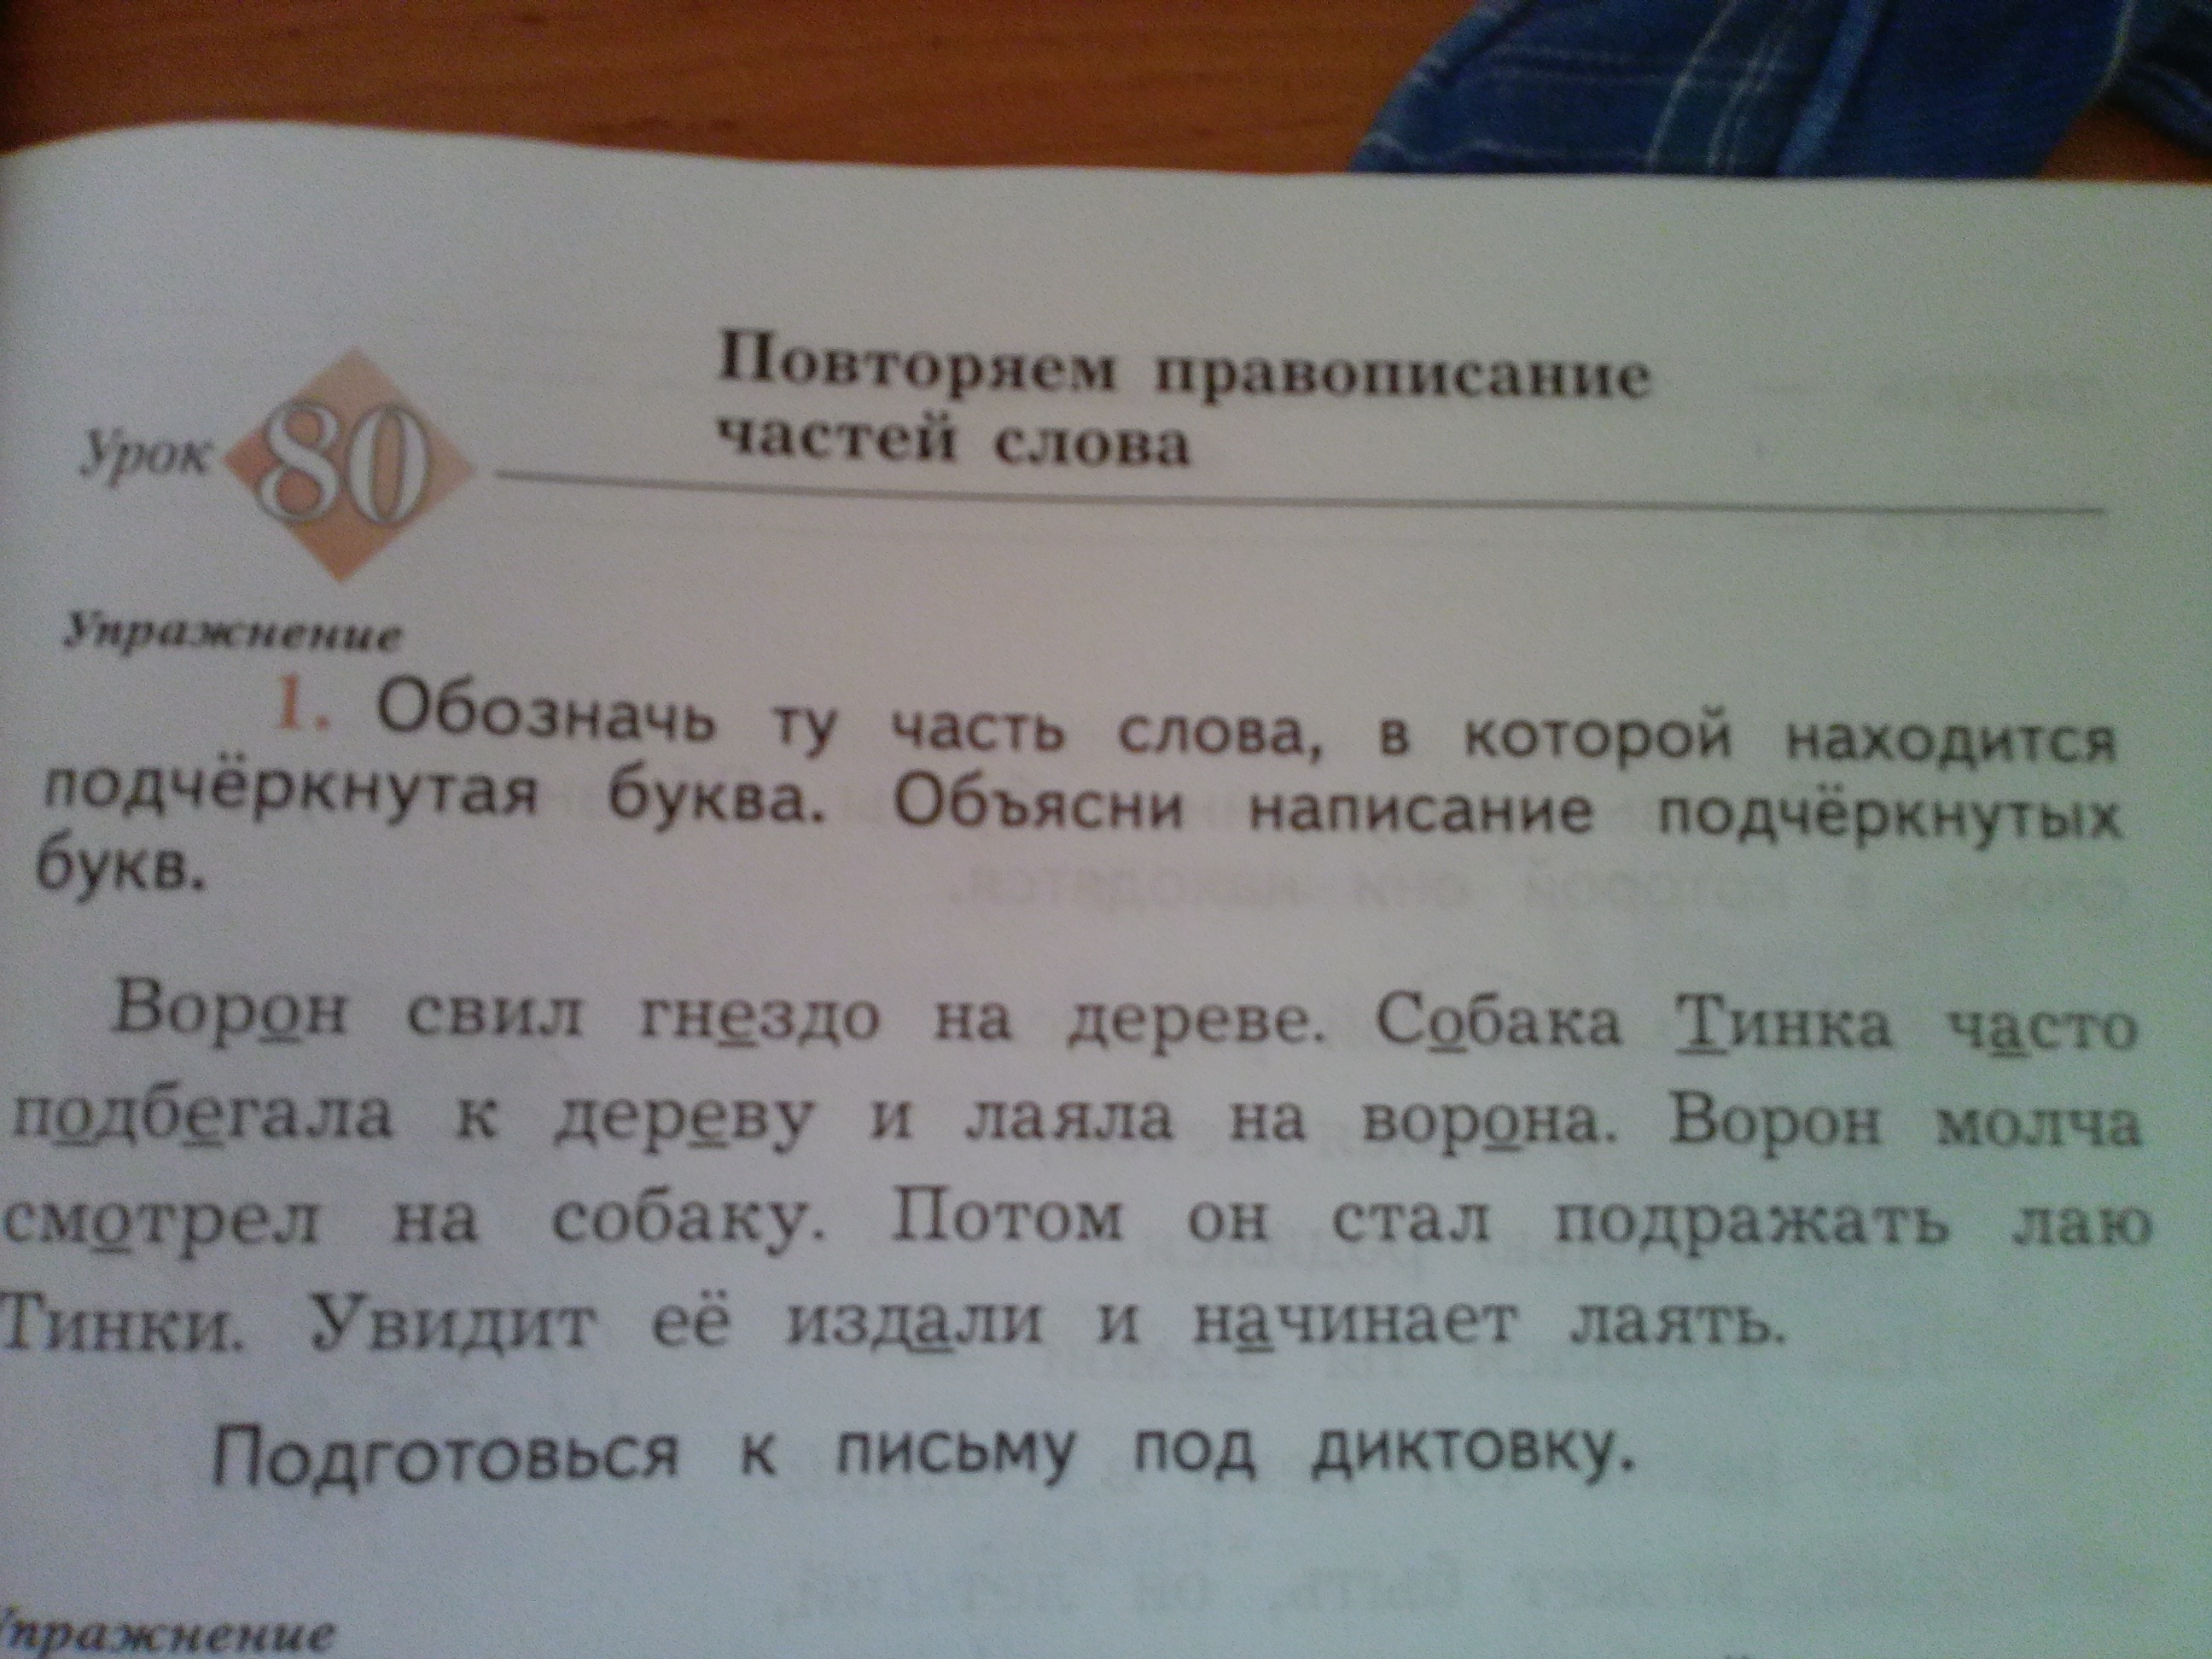 Повторяем правописание
частей слова
Урок 80
Упражнение
1. Обозначь ту часть слова, в которой находится
подчёркнутая буква. Объясни написание подчёркнутых
букв.
Ворон свил гнездо на дереве. Собака Тинка часто
подбегала к дереву и лаяла на ворона. Ворон молча
смотрел на собаку. Потом он стал подражать лаю
Тинки. Увидит её издали и начинает лаять.
Подготовься к письму под диктовку.
Упражнение